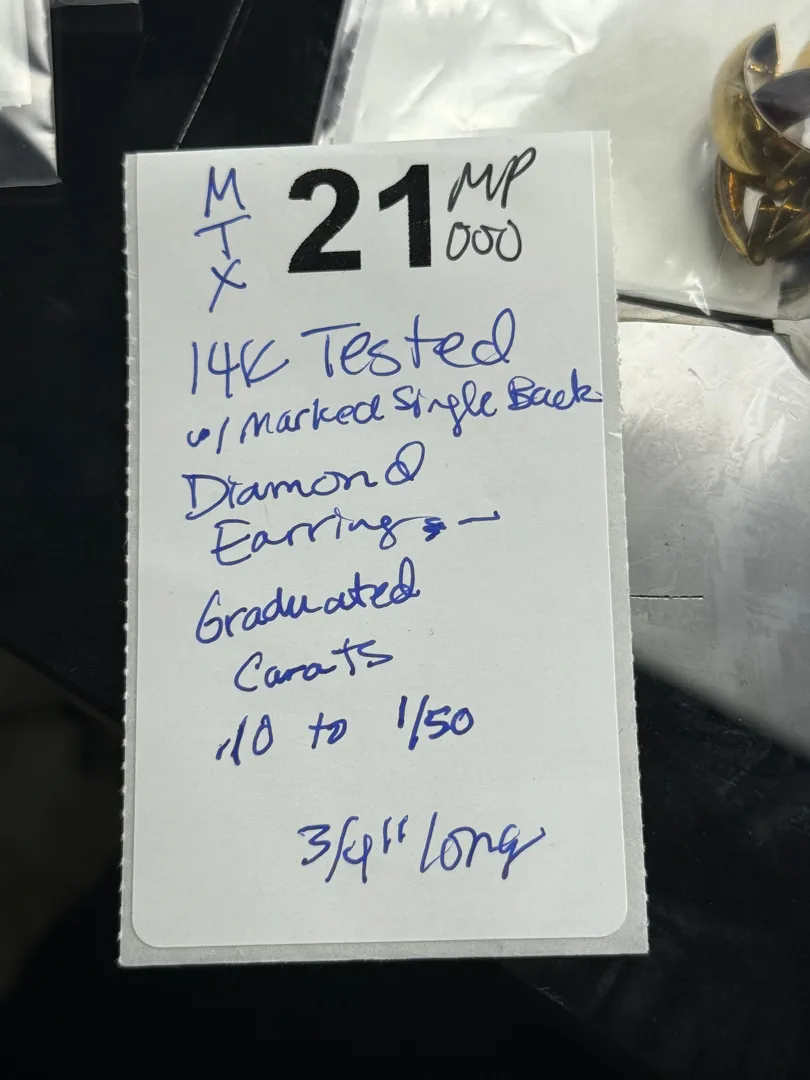 M
T
X
21
MP
000
14K Tested
w/ Marked Single Back
Diamond
Earrings -
Graduated
Carats
.10 to 1/50
3/4" long